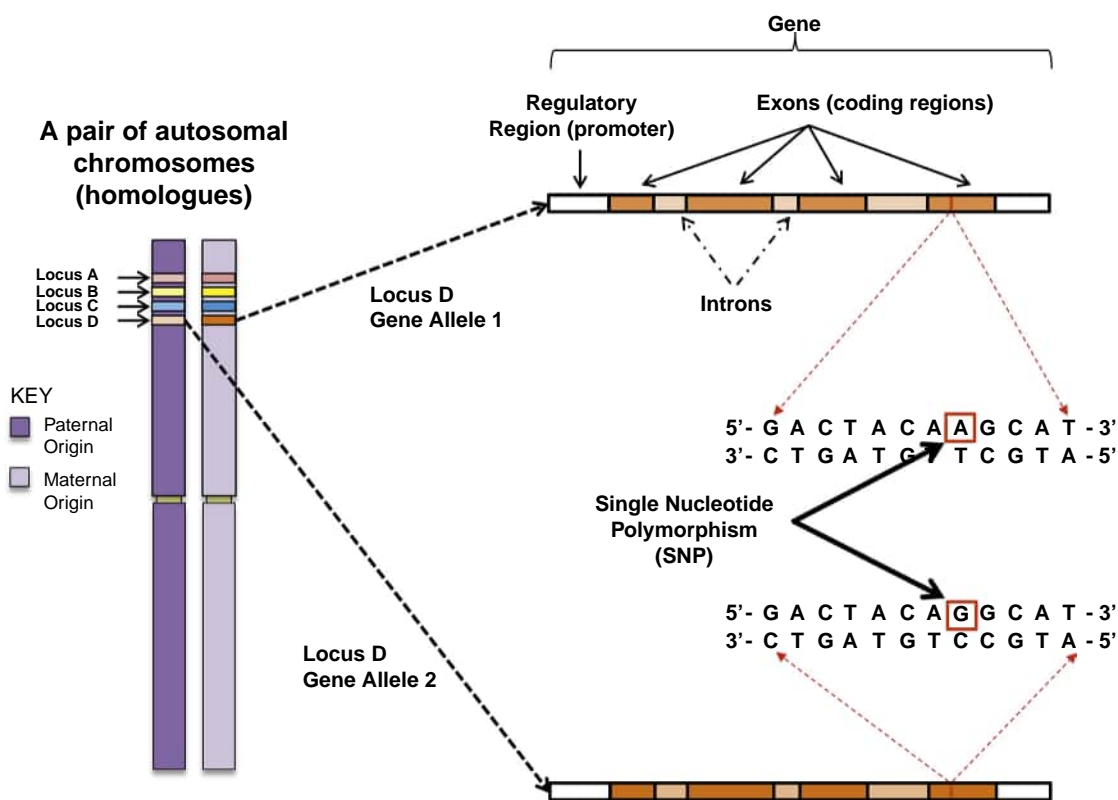 Gene
Regulatory
Region (promoter)
Exons (coding regions)
A pair of autosomal
chromosomes
(homologues)
Locus A
Locus B
Locus C
Locus D
Locus D
Gene Allele 1
Introns
KEY
Paternal
Origin
Maternal
Origin
5’- G A C T A C A A G C A T - 3’
3’- C T G A T G T T C G T A - 5’
Single Nucleotide
Polymorphism
(SNP)
5’- G A C T A C A G G C A T - 3’
3’- C T G A T G T C C G T A - 5’
Locus D
Gene Allele 2